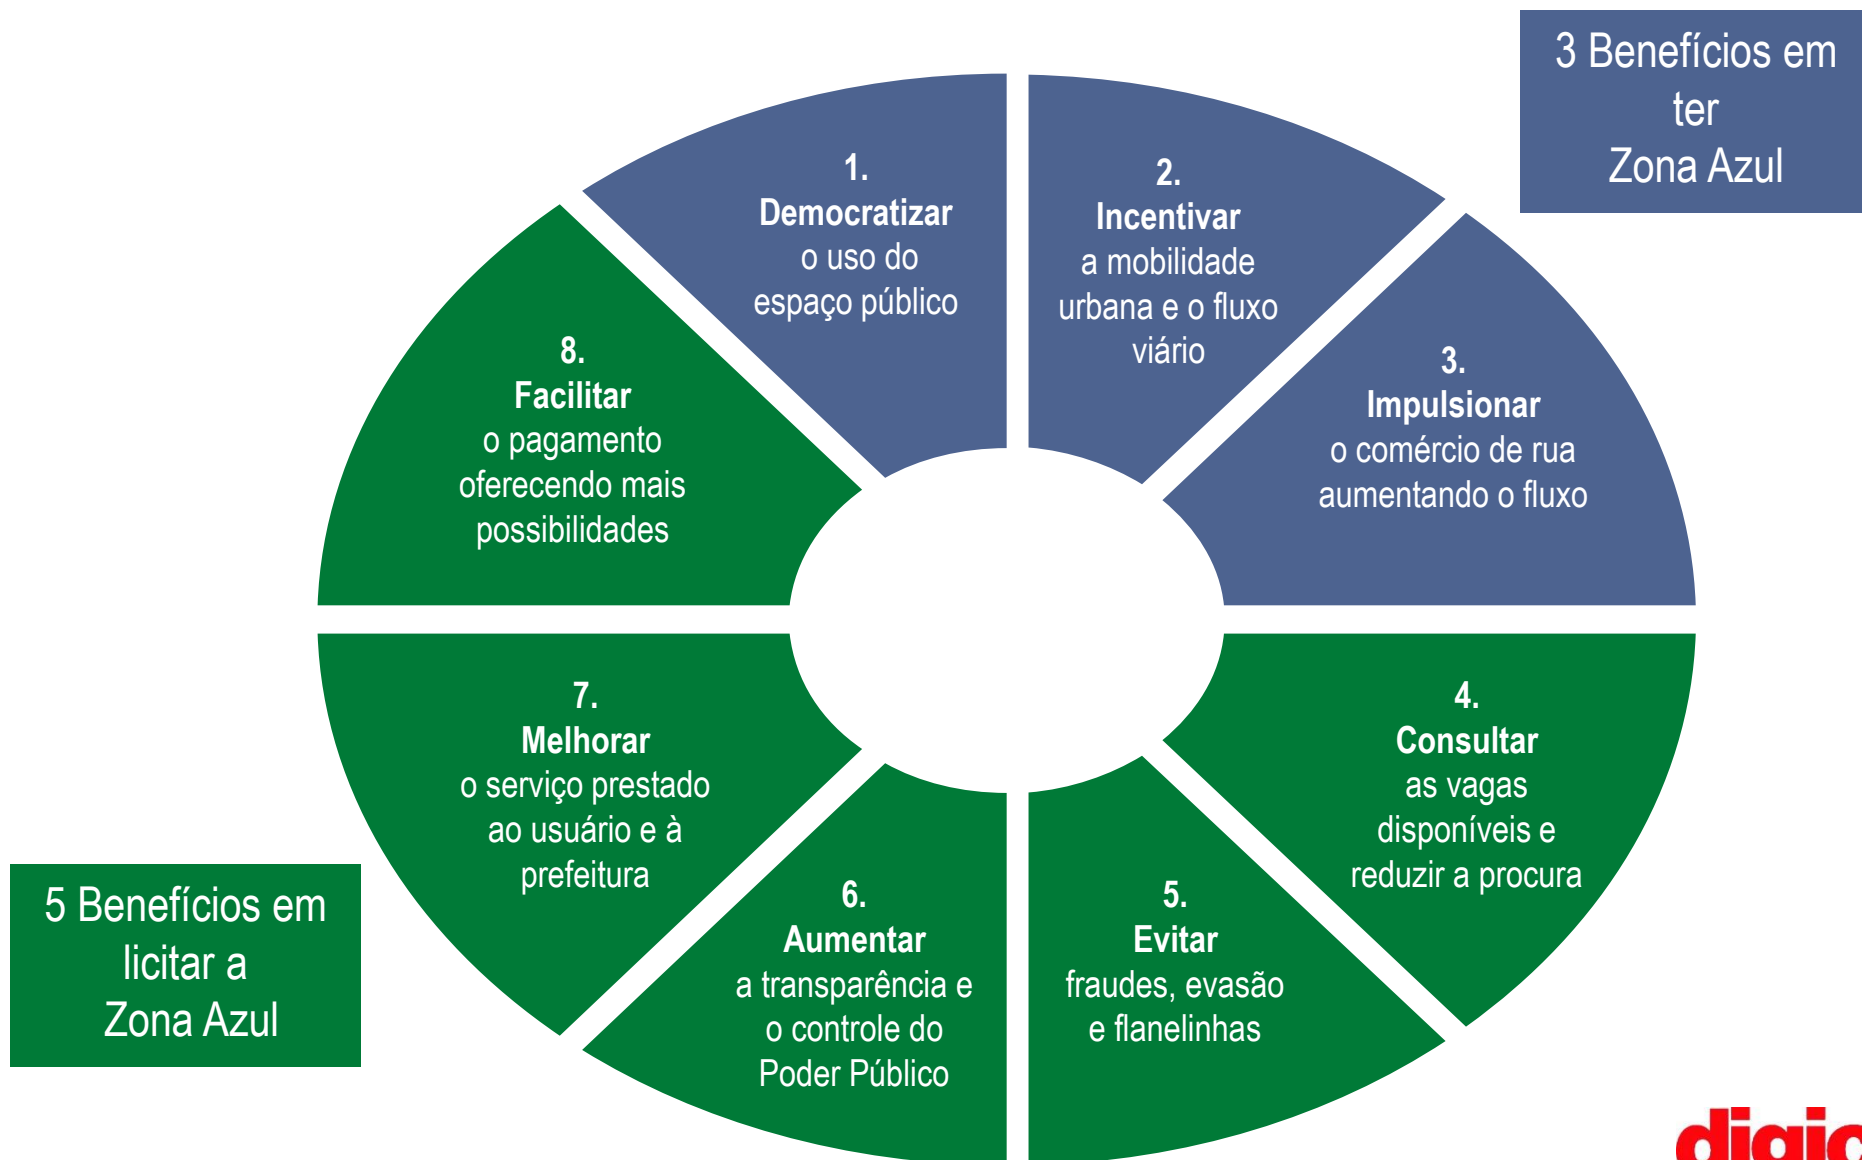 3 Benefícios em
ter
Zona Azul
1.
Democratizar
o uso do
espaço público
2.
Incentivar
a mobilidade
urbana e o fluxo
viário
3.
Impulsionar
o comércio de rua
aumentando o fluxo
4.
Consultar
as vagas
disponíveis e
reduzir a procura
5.
Evitar
fraudes, evasão
e flanelinhas
6.
Aumentar
a transparência e
o controle do
Poder Público
7.
Melhorar
o serviço prestado
ao usuário e à
prefeitura
8.
Facilitar
o pagamento
oferecendo mais
possibilidades
5 Benefícios em
licitar a
Zona Azul